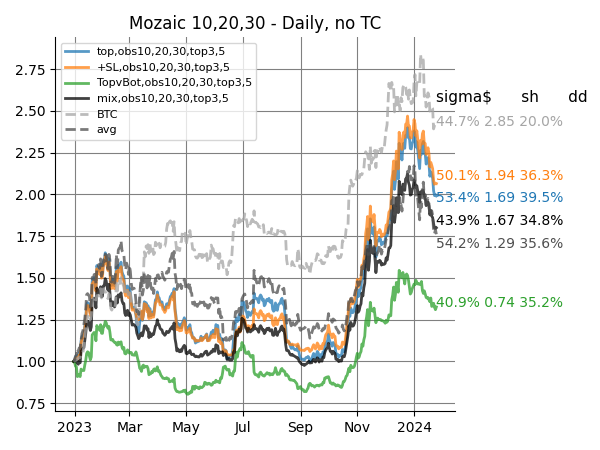 Mozaic 10,20,30 - Daily, no TC
top,obs10,20,30,top3,5
+SL,obs10,20,30,top3,5
TopvBot,obs10,20,30,top3,5
mix,obs10,20,30,top3,5
BTC
avg
sigma$ sh dd
44.7% 2.85 20.0%
50.1% 1.94 36.3%
53.4% 1.69 39.5%
43.9% 1.67 34.8%
54.2% 1.29 35.6%
40.9% 0.74 35.2%
2.75
2.50
2.25
2.00
1.75
1.50
1.25
1.00
0.75
2023 Mar May Jul Sep Nov 2024